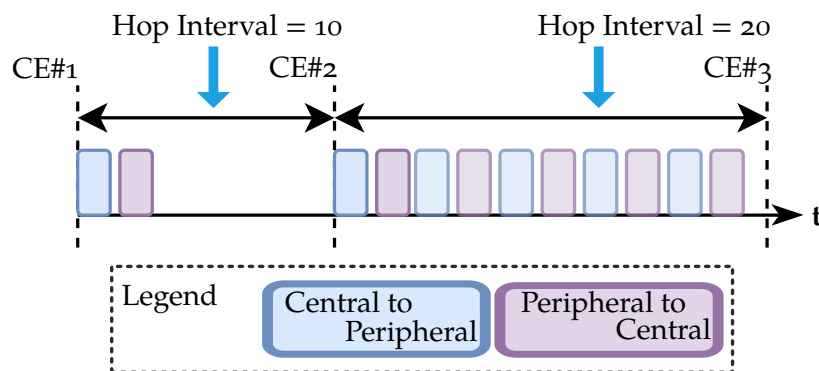 Hop Interval = 10
Hop Interval = 20
CE#1
CE#2
CE#3
t
Legend
Central to
Peripheral
Peripheral to
Central